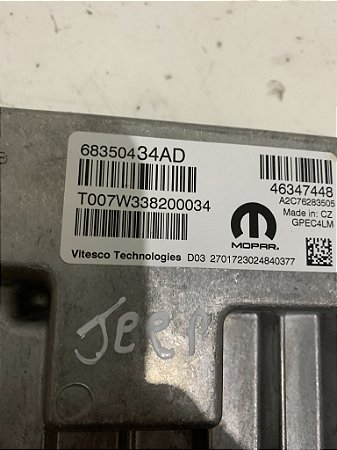 68350434AD
46347448
A2C76283505
T007W338200034
Made in: CZ
GPEC4LM
MOPAR
Vitesco Technologies D03 2701723024840377
JEEP